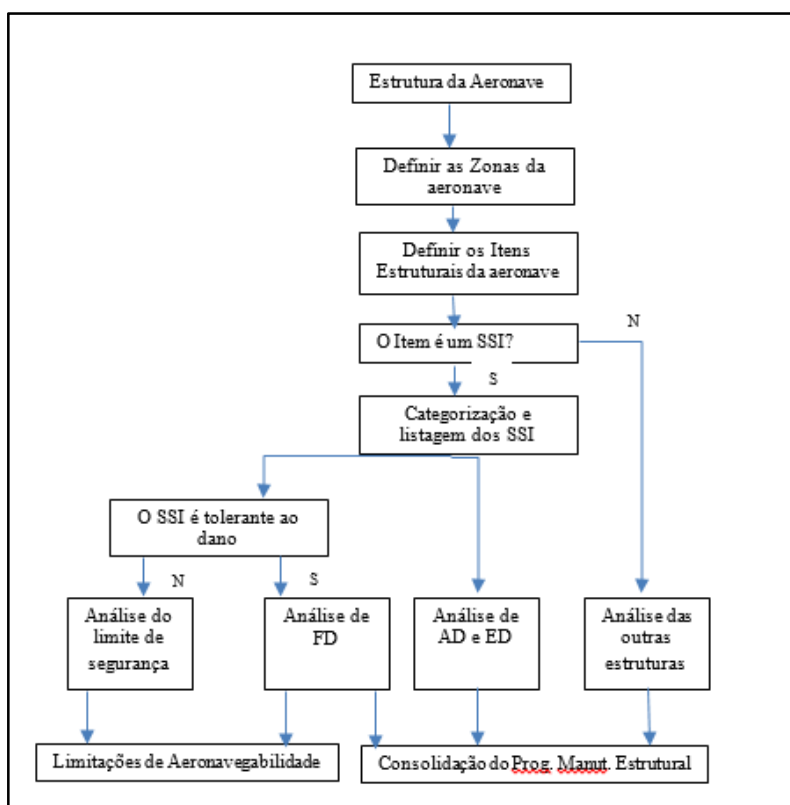 Estrutura da Aeronave
Definir as Zonas da
aeronave
Definir os Itens
Estruturais da aeronave
O Item é um SSI?
N
S
Categorização e
listagem dos SSI
O SSI é tolerante ao
dano
N
S
Análise do
limite de
segurança
Análise de
FD
Análise de
AD e ED
Análise das
outras
estruturas
Limitações de Aeronavegabilidade
Consolidação do Prog. Manut. Estrutural